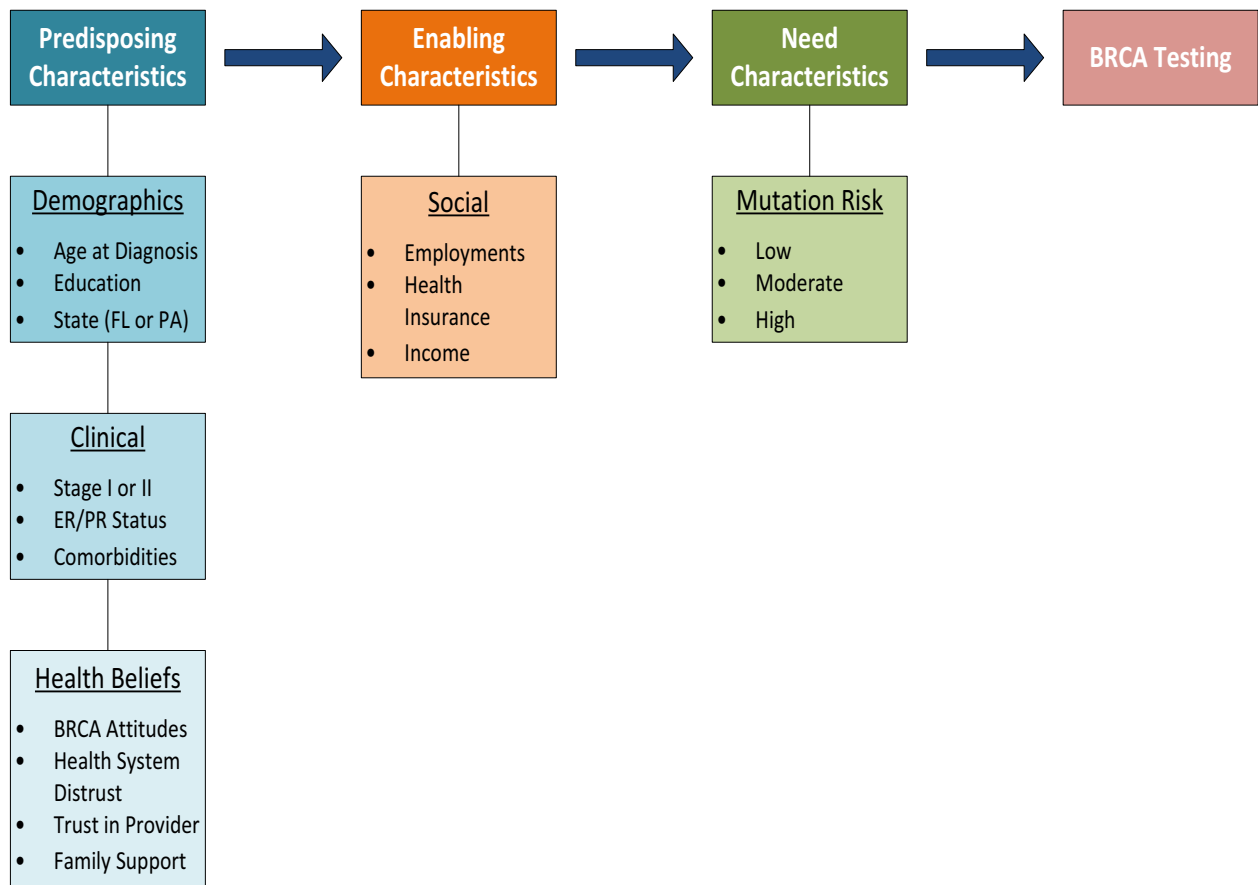 Predisposing
Characteristics
Enabling
Characteristics
Need
Characteristics
BRCA Testing
Demographics
• Age at Diagnosis
• Education
• State (FL or PA)
Clinical
• Stage I or II
• ER/PR Status
• Comorbidities
Health Beliefs
• BRCA Attitudes
• Health System
Distrust
• Trust in Provider
• Family Support
Social
• Employments
• Health
Insurance
• Income
Mutation Risk
• Low
• Moderate
• High